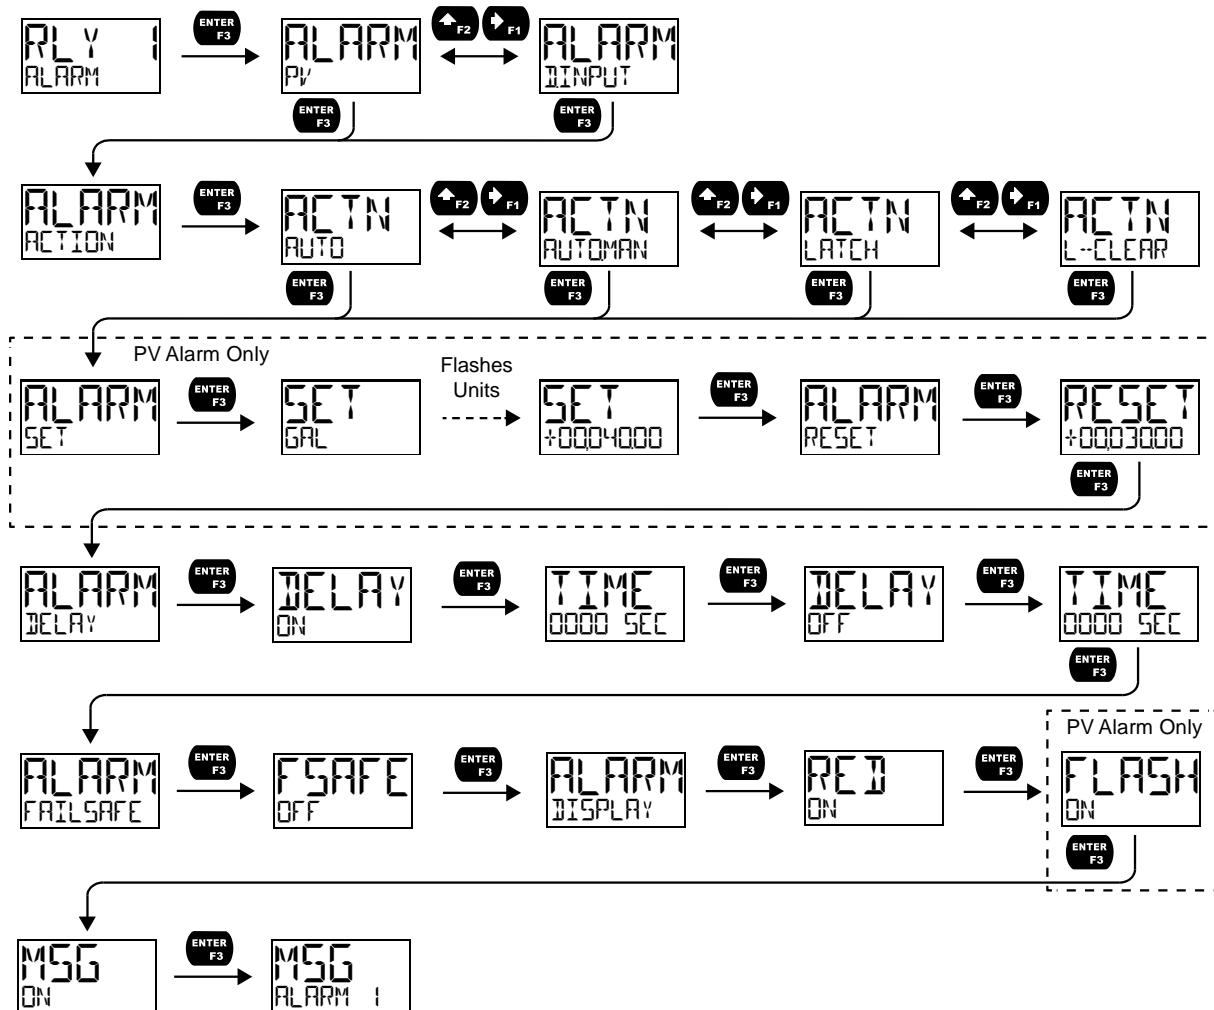 RLY 1
ALARM
ENTER
F3
ALARM
PV
F2
F1
ALARM
D.INPUT
ENTER
F3
ENTER
F3
ALARM
ACTION
ENTER
F3
ACTN
AUTO
F2
F1
ACTN
AUTO.MAN
F2
F1
ACTN
LATCH
F2
F1
ACTN
L--CLEAR
ENTER
F3
ENTER
F3
ENTER
F3
ENTER
F3
PV Alarm Only
ALARM
SET
ENTER
F3
SET
GAL
Flashes
Units
SET
+00,040.00
ENTER
F3
ALARM
RESET
ENTER
F3
RESET
+00,030.00
ENTER
F3
ALARM
DELAY
ENTER
F3
DELAY
ON
ENTER
F3
TIME
0000 SEC
ENTER
F3
DELAY
OFF
ENTER
F3
TIME
0000 SEC
ENTER
F3
ALARM
FAILSAFE
ENTER
F3
FSAFE
OFF
ENTER
F3
ALARM
DISPLAY
ENTER
F3
RED
ON
ENTER
F3
PV Alarm Only
FLASH
ON
ENTER
F3
MSG
ON
ENTER
F3
MSG
ALARM 1